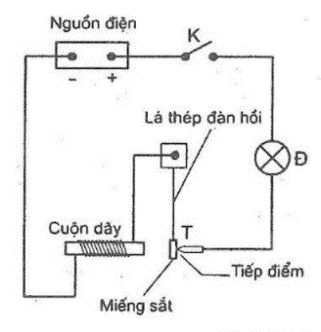 Nguồn điện
K
- +
Lá thép đàn hồi
Đ
Cuộn dây
T
Tiếp điểm
Miếng sắt